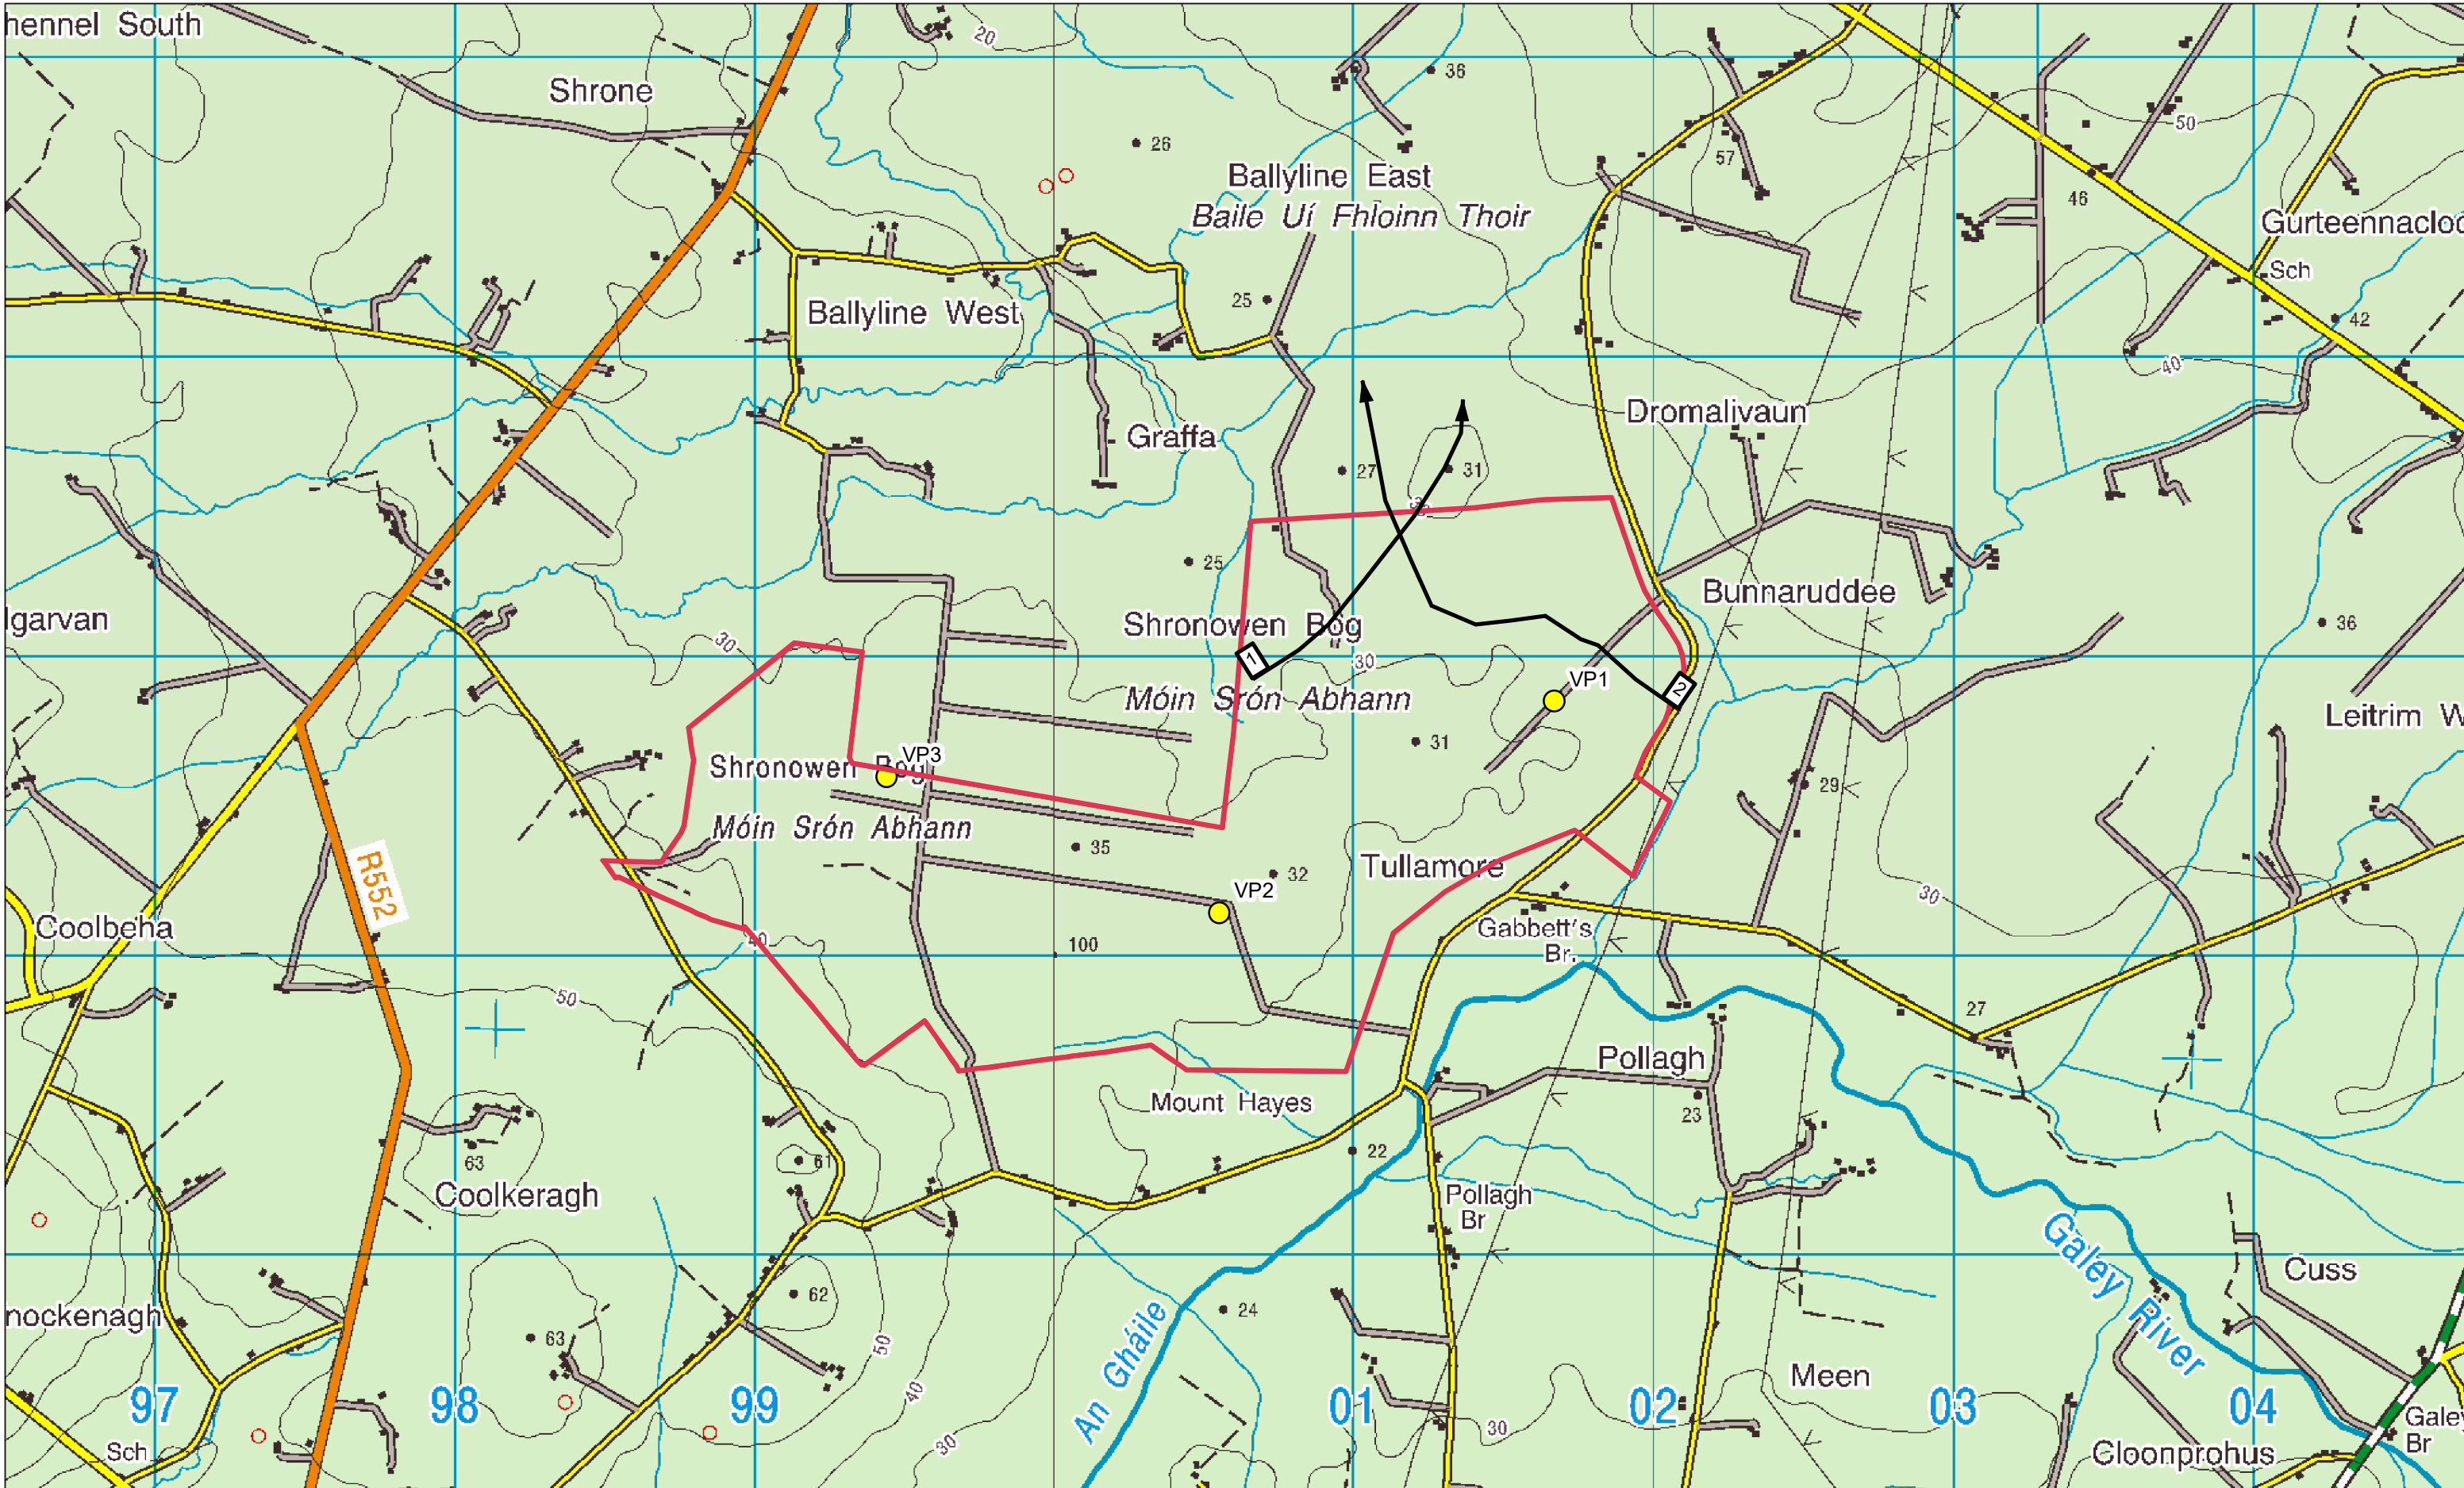 hennel South
20
Shrone
36
26
50
57
Ballyline East
46
Baile Uí Fhloinn Thoir
Gurteennacloc
Sch
25
Ballyline West
42
40
Dromalivaun
Graffa
27
31
25
Bunnaruddee
lgarvan
Shronowen Bog
36
30
1
30
VP1
2
Móin Srón Abhann
Leitrim W
31
VP3
Shronowen Bog
29
Móin Srón Abhann
35
Tullamore
32
R552
VP2
30
Coolbeha
Gabbett's
Br.
40
100
50
27
Pollagh
Mount Hayes
23
22
61
63
Coolkeragh
Pollagh
Br
Galey River
Cuss
62
24
nockenagh
63
50
An Gháile
Meen
40
97
98
99
01
02
03
04
30
30
Galey
Br
Sch
Cloonprohus